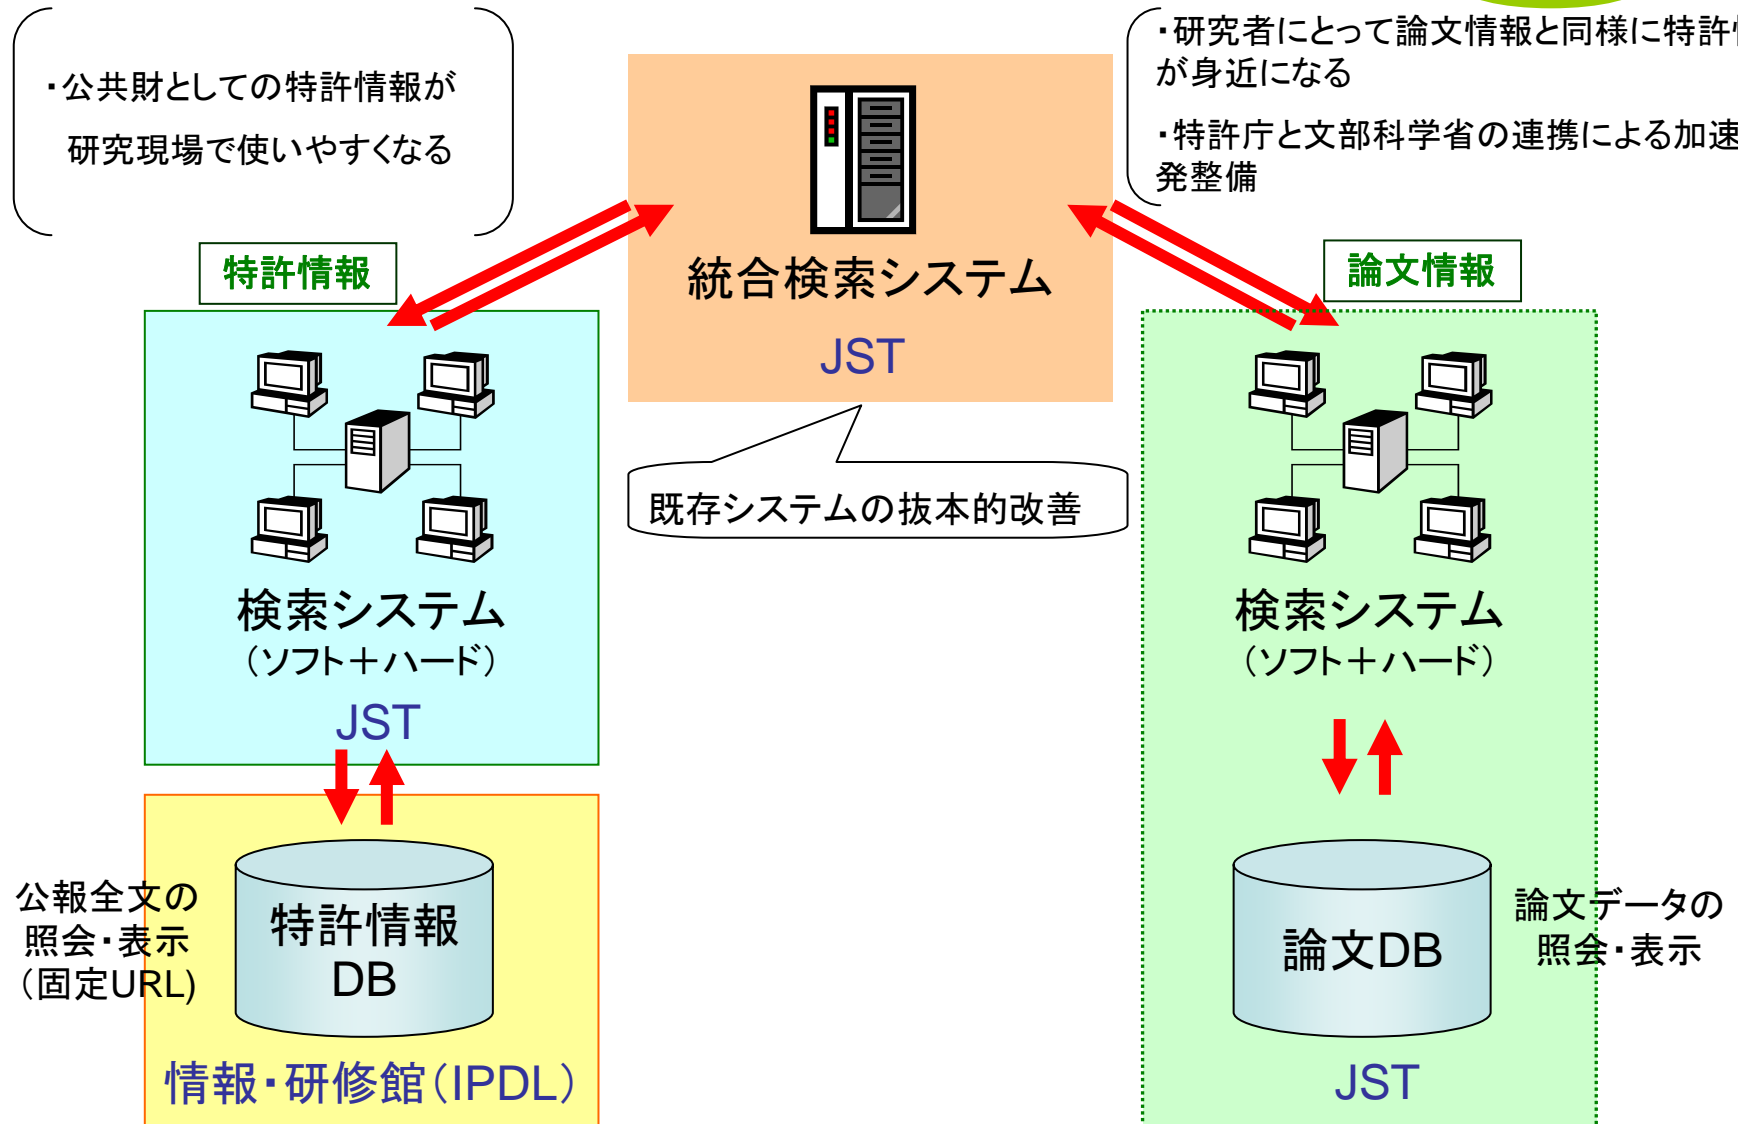 ・公共財としての特許情報が
研究現場で使いやすくなる
・研究者にとって論文情報と同様に特許
が身近になる
・特許庁と文部科学省の連携による加速
発整備
統合検索システム
JST
特許情報
論文情報
既存システムの抜本的改善
検索システム
（ソフト＋ハード）
JST
検索システム
（ソフト＋ハード）
公報全文の
照会・表示
（固定URL)
特許情報
DB
情報・研修館（IPDL）
論文DB
JST
論文データの
照会・表示